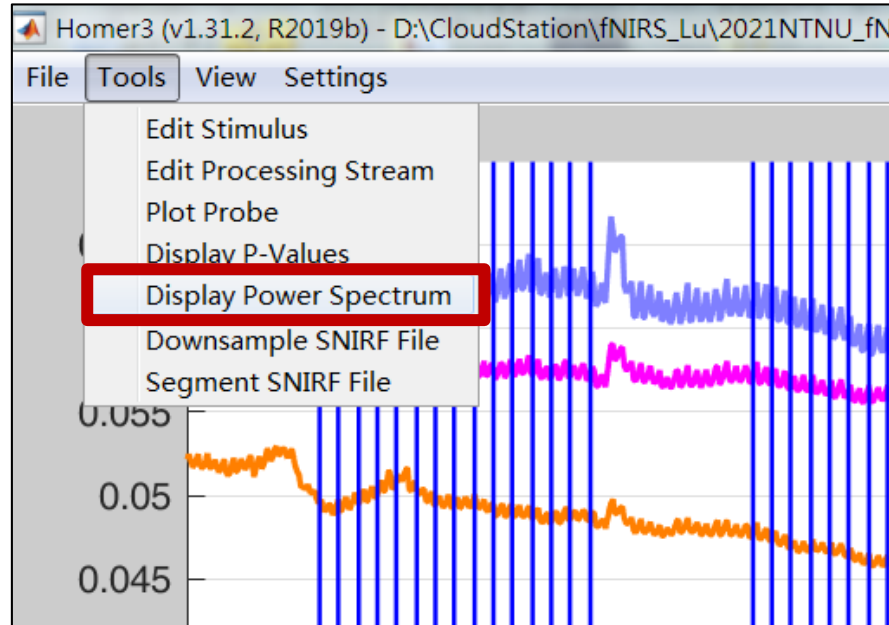 Homer3 (v1.31.2, R2019b) - D:\CloudStation\fNIRS_Lu\2021NTNU_fN
File Tools View Settings
Edit Stimulus
Edit Processing Stream
Plot Probe
Display P-Values
Display Power Spectrum
Downsample SNIRF File
Segment SNIRF File
0.055
0.05
0.045